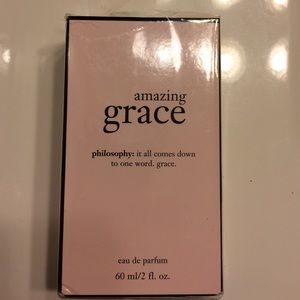 amazing
grace
philosophy: it all comes down
to one word. grace.
eau de parfum
60 ml/2 fl. oz.